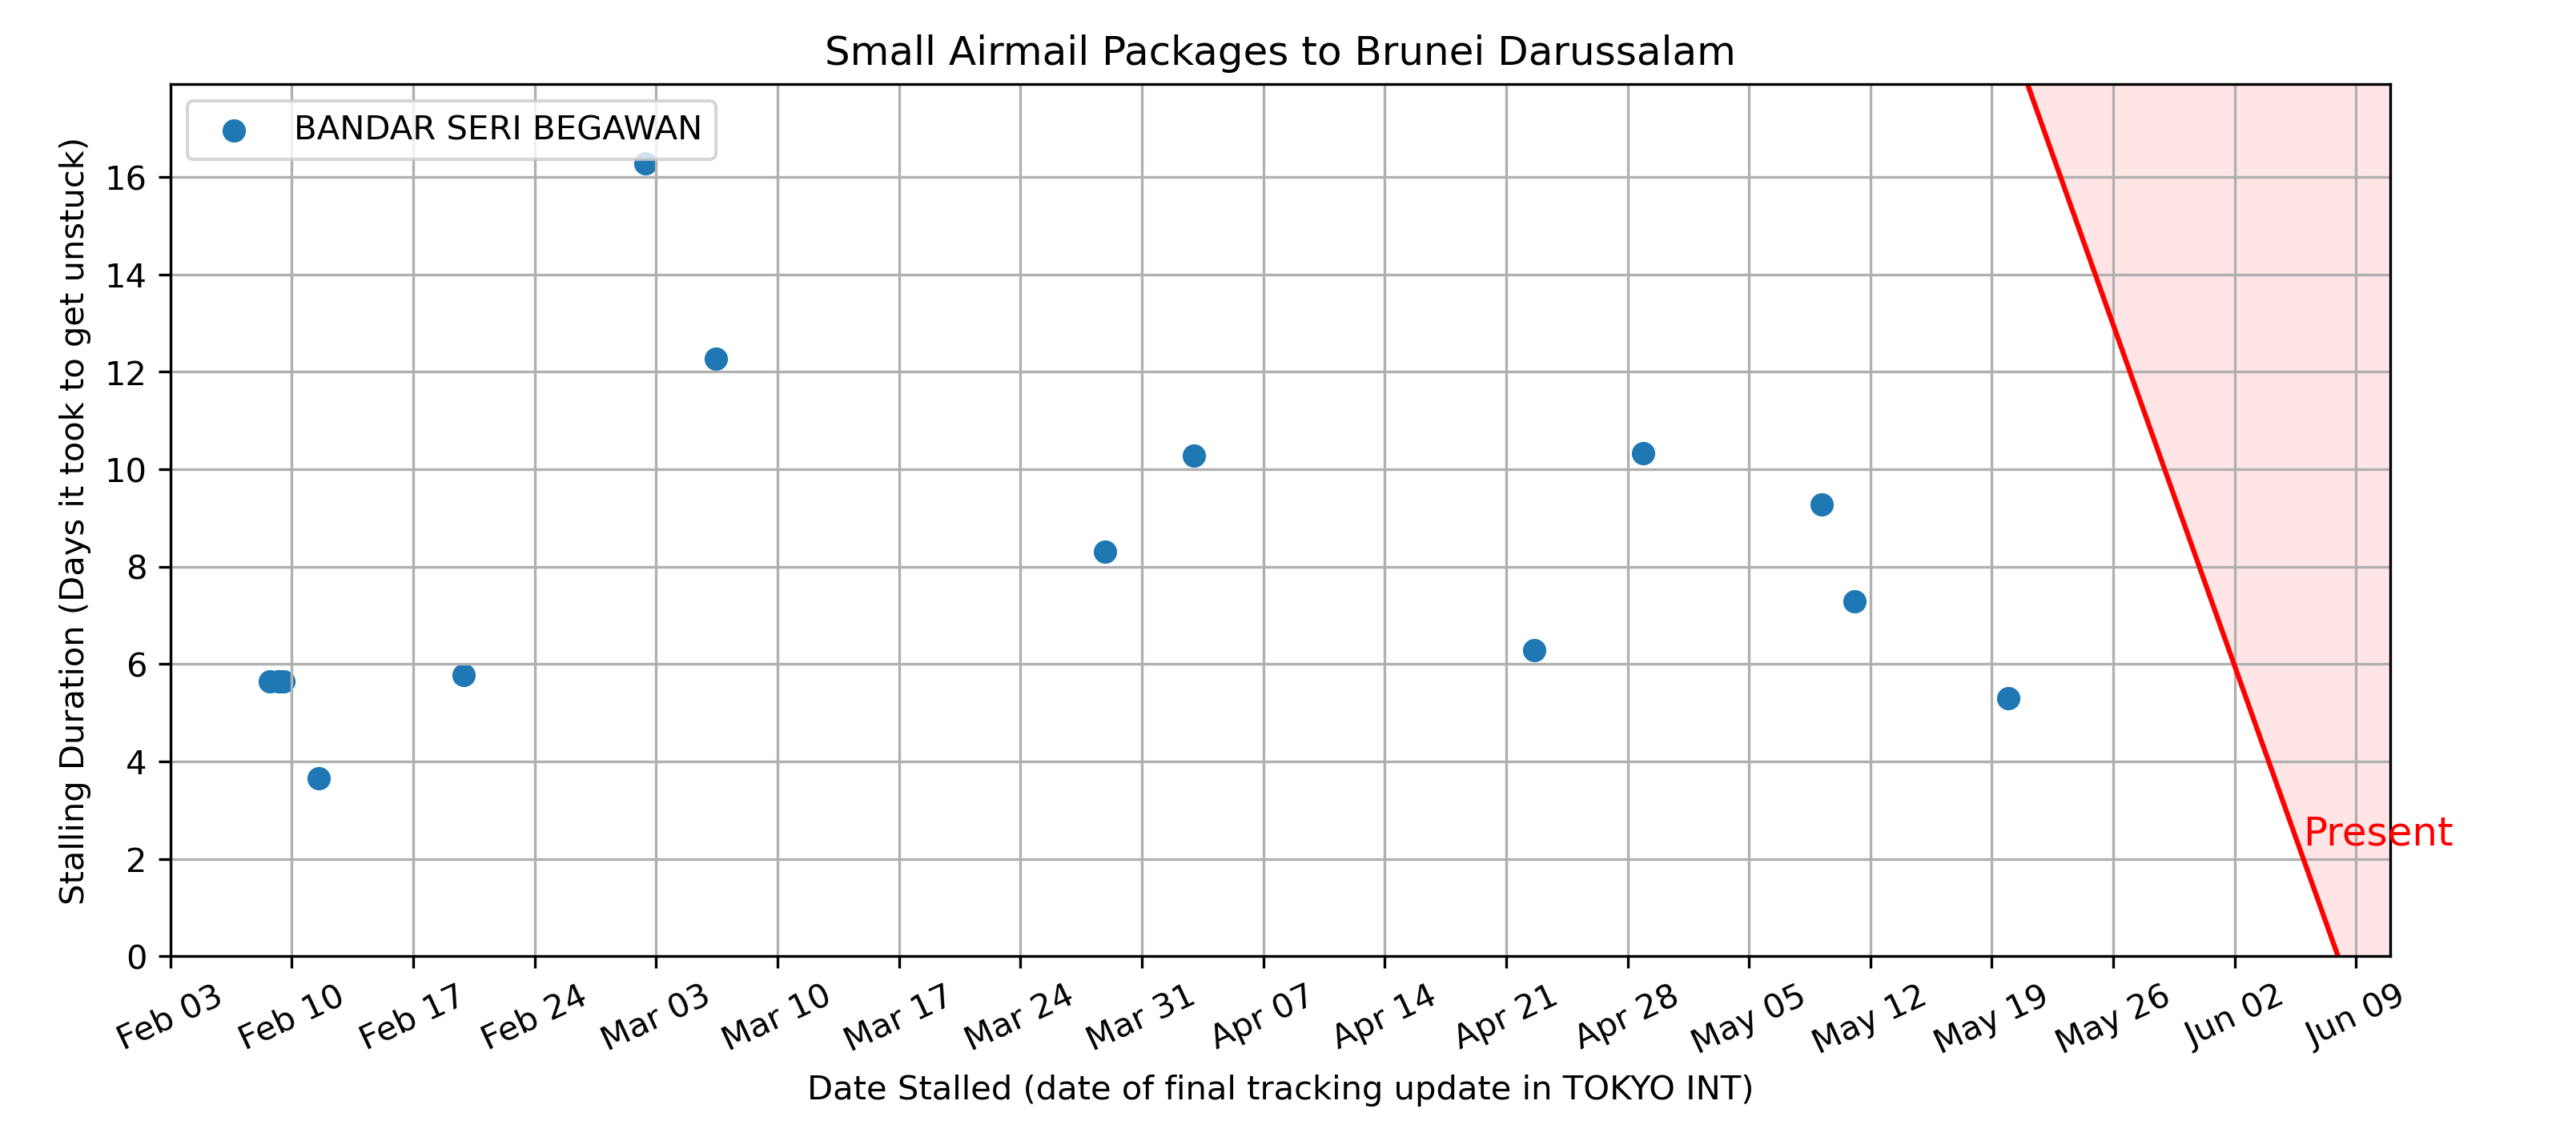 Small Airmail Packages to Brunei Darussalam
BANDAR SERI BEGAWAN
Stalling Duration (Days it took to get unstuck)
16
14
12
10
8
6
4
2
0
Present
Feb 03
Feb 10
Feb 17
Feb 24
Mar 03
Mar 10
Mar 17
Mar 24
Mar 31
Apr 07
Apr 14
Apr 21
Apr 28
May 05
May 12
May 19
May 26
Jun 02
Jun 09
Date Stalled (date of final tracking update in TOKYO INT)